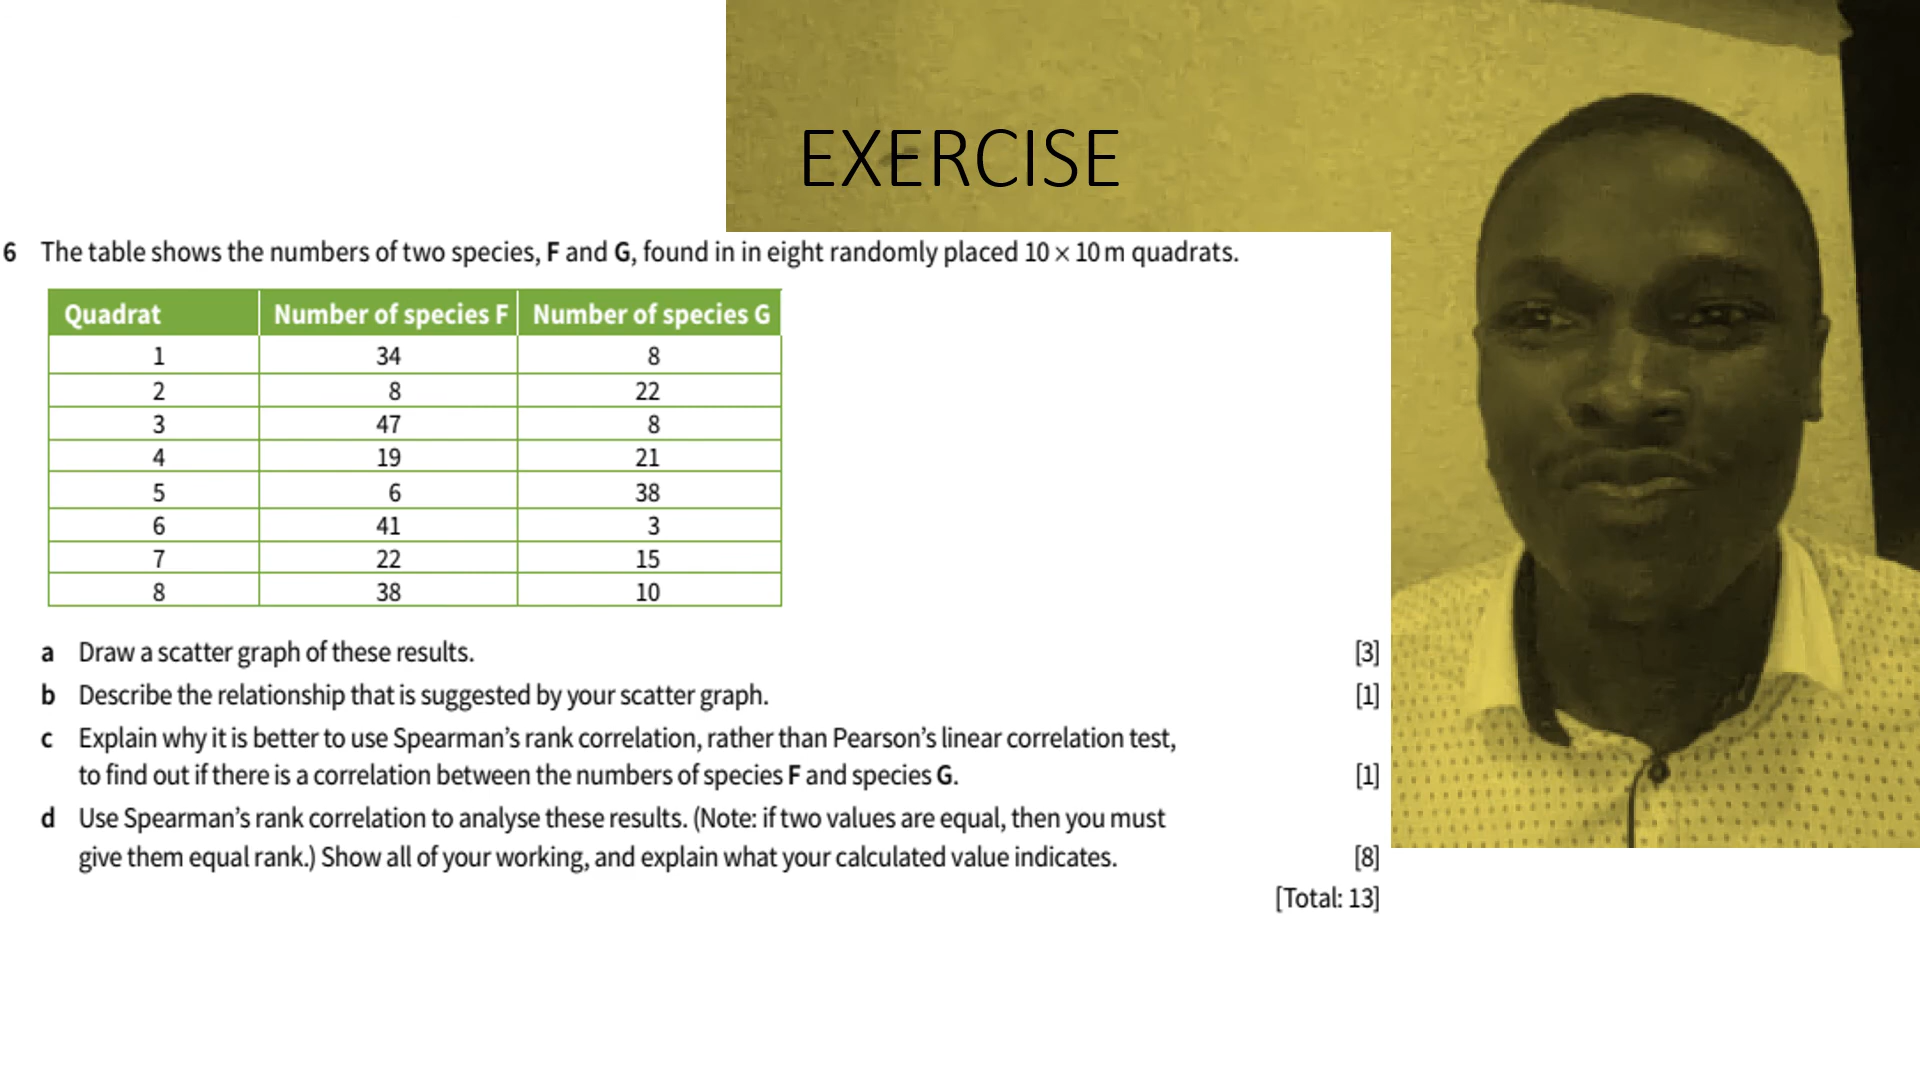 EXERCISE
6 The table shows the numbers of two species, F and G, found in in eight randomly placed 10 × 10 m quadrats.
Quadrat Number of species F Number of species G
1 34 8
2 8 22
3 47 8
4 19 21
5 6 38
6 41 3
7 22 15
8 38 10
a Draw a scatter graph of these results. [3]
b Describe the relationship that is suggested by your scatter graph. [1]
c Explain why it is better to use Spearman's rank correlation, rather than Pearson's linear correlation test,
to find out if there is a correlation between the numbers of species F and species G. [1]
d Use Spearman's rank correlation to analyse these results. (Note: if two values are equal, then you must
give them equal rank.) Show all of your working, and explain what your calculated value indicates. [8]
[Total: 13]